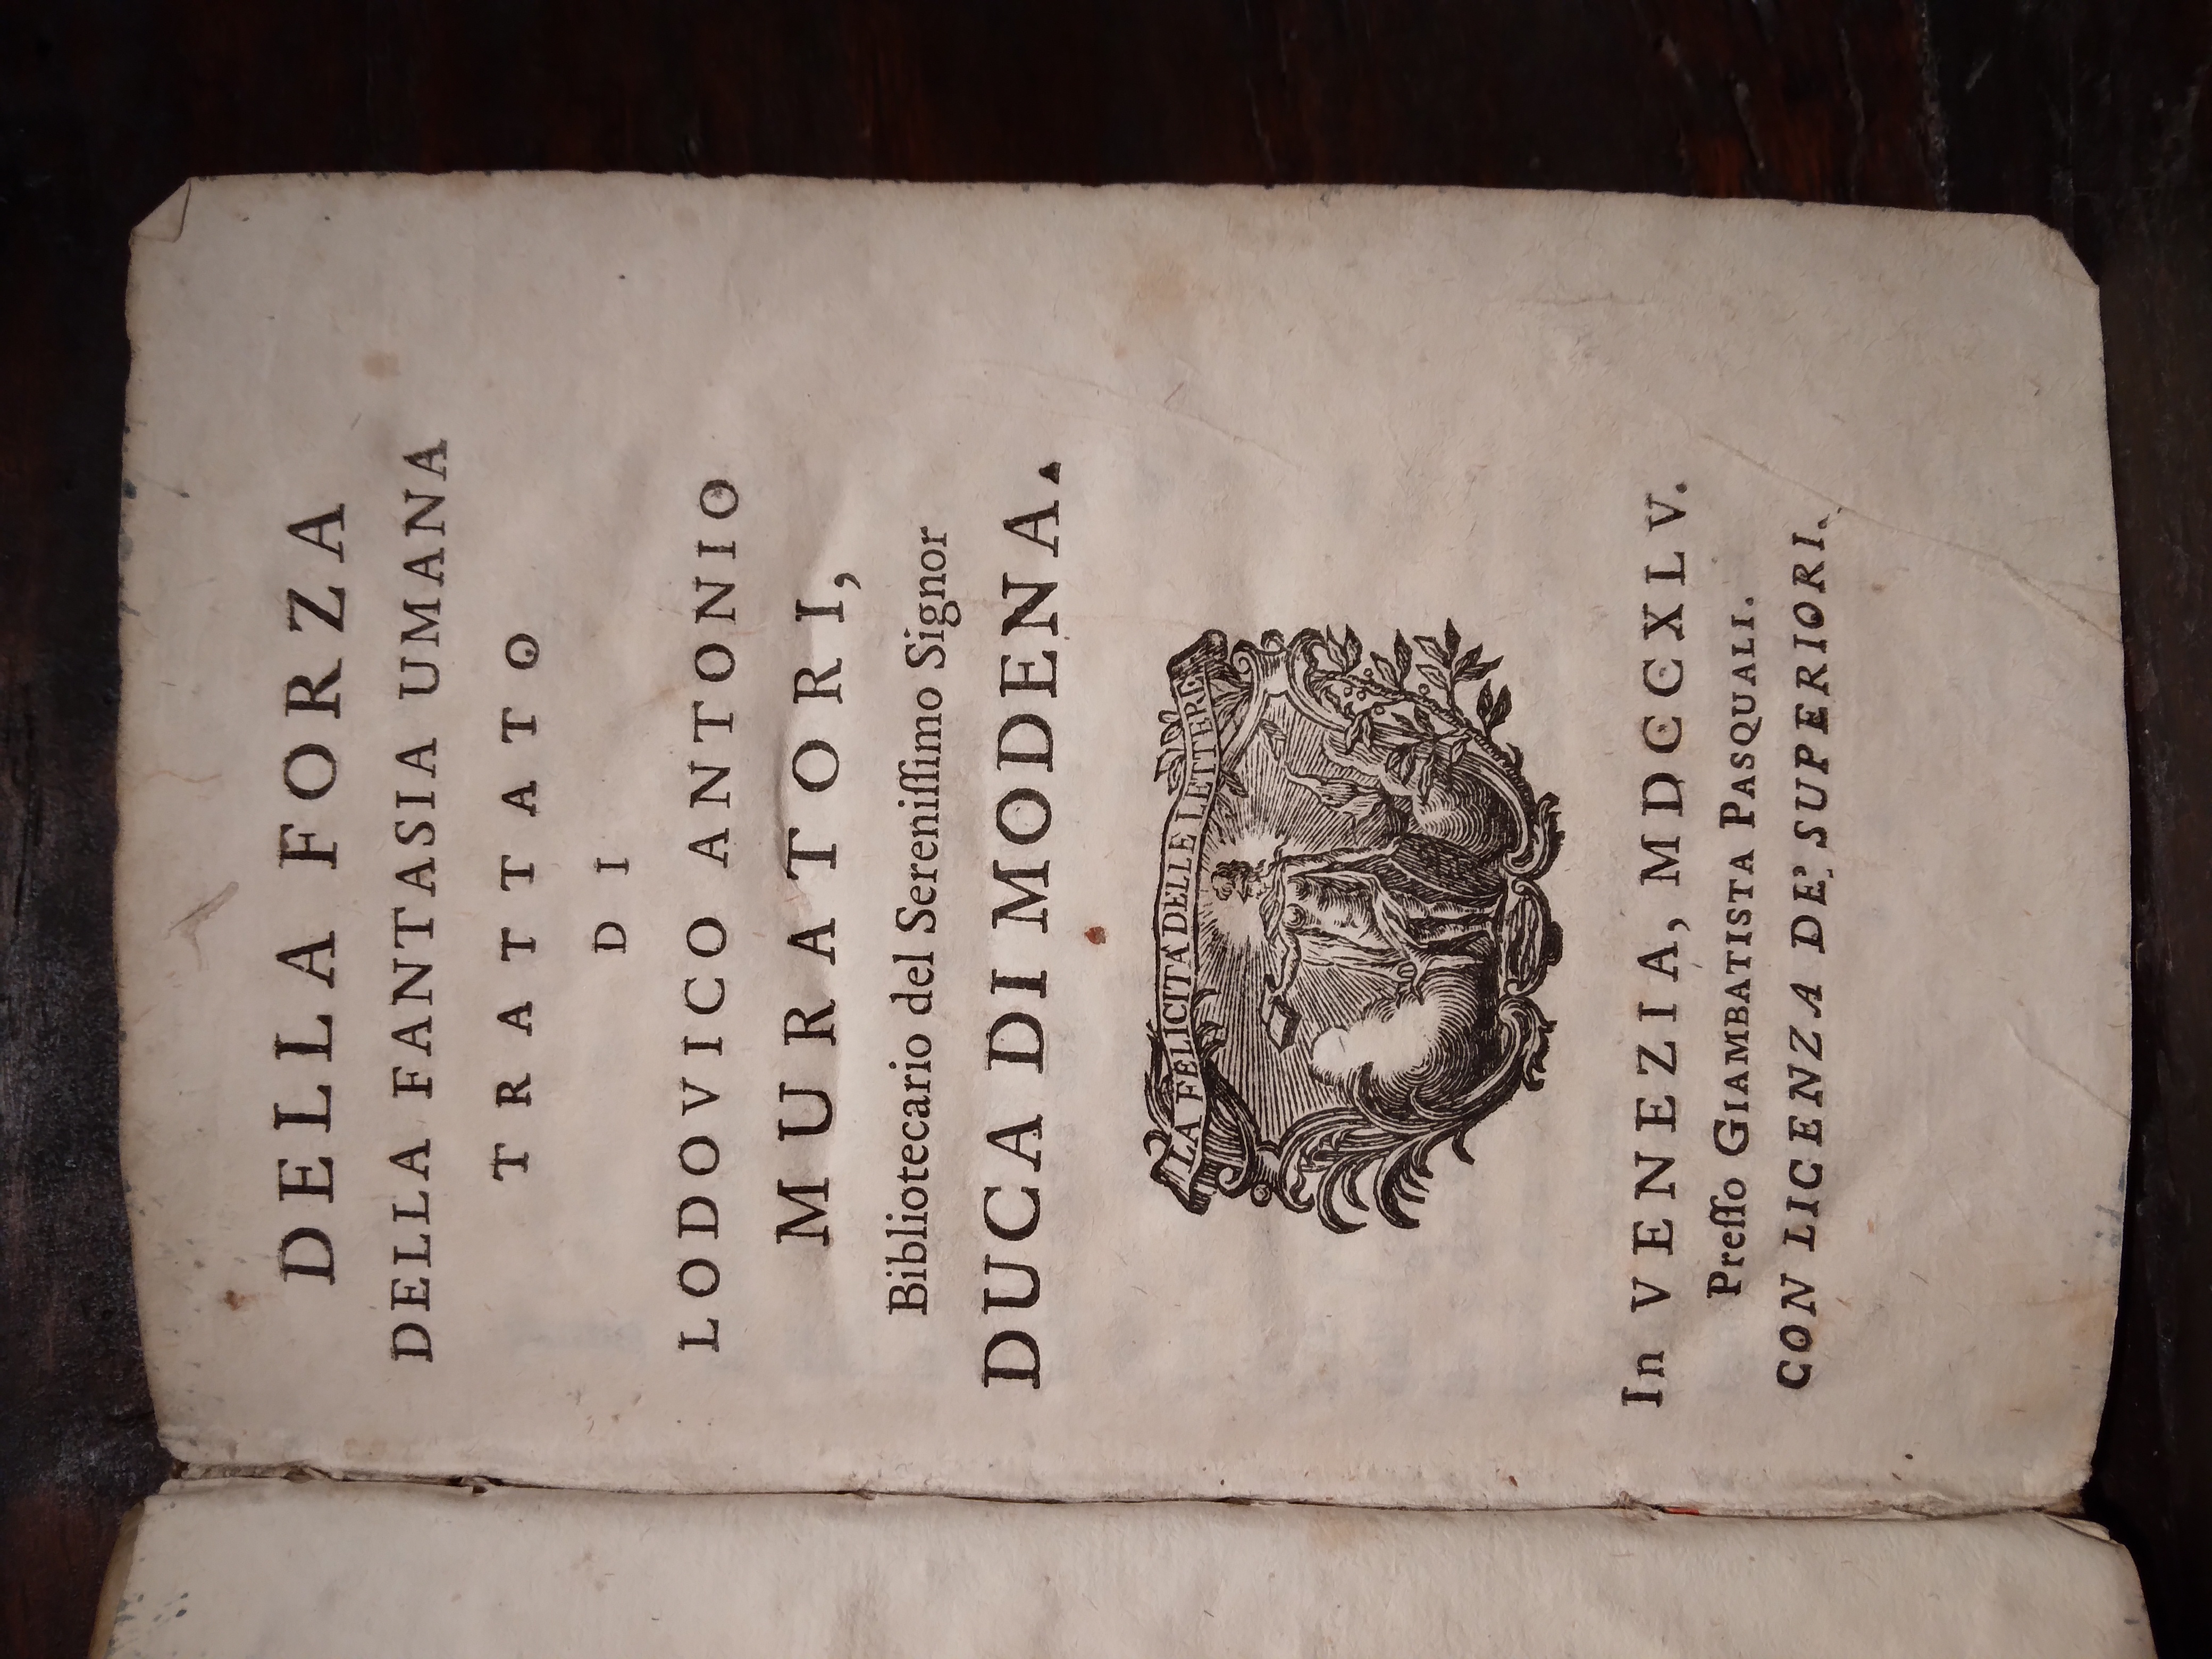 DELLA FORZA
DELLA FANTASIA UMANA
TRATTATO
DI
LODOVICO ANTONIO
MURATORI,
Bibliotecario del Sereniſſimo Signor
DUCA DI MODENA.
LA FELICITA' DELLE LETTERE
In VENEZIA, MDCCXLV.
Preſſo GIAMBATISTA PASQUALI.
CON LICENZA DE' SUPERIORI.